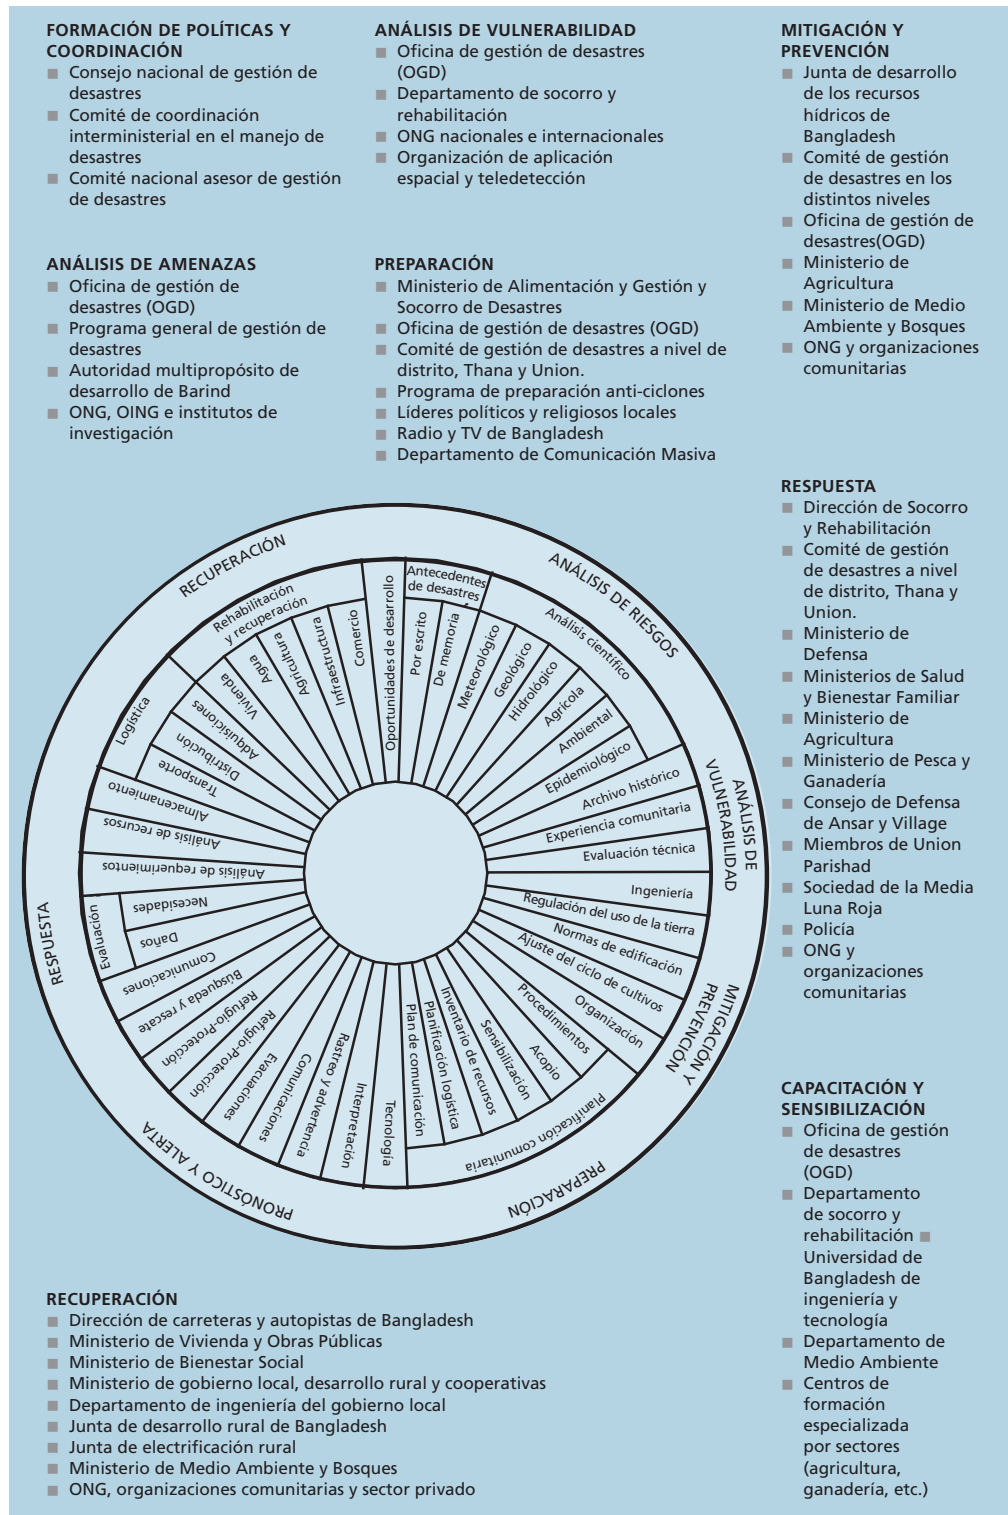 FORMACIÓN DE POLÍTICAS Y
COORDINACIÓN
■ Consejo nacional de gestión de
desastres
■ Comité de coordinación
interministerial en el manejo de
desastres
■ Comité nacional asesor de gestión
de desastres
ANÁLISIS DE VULNERABILIDAD
■ Oficina de gestión de desastres
(OGD)
■ Departamento de socorro y
rehabilitación
■ ONG nacionales e internacionales
■ Organización de aplicación
espacial y teledetección
MITIGACIÓN Y
PREVENCIÓN
■ Junta de desarrollo
de los recursos
hídricos de
Bangladesh
■ Comité de gestión
de desastres en los
distintos niveles
■ Oficina de gestión de
desastres(OGD)
■ Ministerio de
Agricultura
■ Ministerio de Medio
Ambiente y Bosques
■ ONG y organizaciones
comunitarias
ANÁLISIS DE AMENAZAS
■ Oficina de gestión de
desastres (OGD)
■ Programa general de gestión de
desastres
■ Autoridad multipropósito de
desarrollo de Barind
■ ONG, OING e institutos de
investigación
PREPARACIÓN
■ Ministerio de Alimentación y Gestión y
Socorro de Desastres
■ Oficina de gestión de desastres (OGD)
■ Comité de gestión de desastres a nivel de
distrito, Thana y Union.
■ Programa de preparación anti-ciclones
■ Líderes políticos y religiosos locales
■ Radio y TV de Bangladesh
■ Departamento de Comunicación Masiva
RESPUESTA
■ Dirección de Socorro
y Rehabilitación
■ Comité de gestión
de desastres a nivel
de distrito, Thana y
Union.
■ Ministerio de
Defensa
■ Ministerios de Salud
y Bienestar Familiar
■ Ministerio de
Agricultura
■ Ministerio de Pesca y
Ganadería
■ Consejo de Defensa
de Ansar y Village
■ Miembros de Union
Parishad
■ Sociedad de la Media
Luna Roja
■ Policía
■ ONG y
organizaciones
comunitarias
CAPACITACIÓN Y
SENSIBILIZACIÓN
■ Oficina de gestión
de desastres
(OGD)
■ Departamento
de socorro y
rehabilitación ■
Universidad de
Bangladesh de
ingeniería y
tecnología
■ Departamento de
Medio Ambiente
■ Centros de
formación
especializada
por sectores
(agricultura,
ganadería, etc.)
ANÁLISIS DE RIESGOS
Antecedentes
de desastres
Por escrito
De memoria
Análisis científico
Meteorológico
Geológico
Hidrológico
Agrícola
Ambiental
Epidemiológico
ANÁLISIS DE
VULNERABILIDAD
Archivo histórico
Experiencia comunitaria
Evaluación técnica
MITIGACIÓN Y
PREVENCIÓN
Ingeniería
Regulación del uso de la tierra
Normas de edificación
Ajuste del ciclo de cultivos
Organización
PREPARACIÓN
Planificación comunitaria
Procedimientos
Acopio
Sensibilización
Inventario de recursos
Planificación logística
Plan de comunicación
PRONÓSTICO Y ALERTA
Tecnología
Interpretación
Rastreo y advertencia
Comunicaciones
Evacuaciones
Refugio-Protección
RESPUESTA
Refugio-Protección
Búsqueda y rescate
Comunicaciones
Evaluación
Daños
Necesidades
Análisis de requerimientos
Análisis de recursos
Almacenamiento
Logística
Transporte
Distribución
Adquisiciones
RECUPERACIÓN
Rehabilitación
y recuperación
Vivienda
Agua
Agricultura
Infraestructura
Comercio
Oportunidades de desarrollo
RECUPERACIÓN
■ Dirección de carreteras y autopistas de Bangladesh
■ Ministerio de Vivienda y Obras Públicas
■ Ministerio de Bienestar Social
■ Ministerio de gobierno local, desarrollo rural y cooperativas
■ Departamento de ingeniería del gobierno local
■ Junta de desarrollo rural de Bangladesh
■ Junta de electrificación rural
■ Ministerio de Medio Ambiente y Bosques
■ ONG, organizaciones comunitarias y sector privado